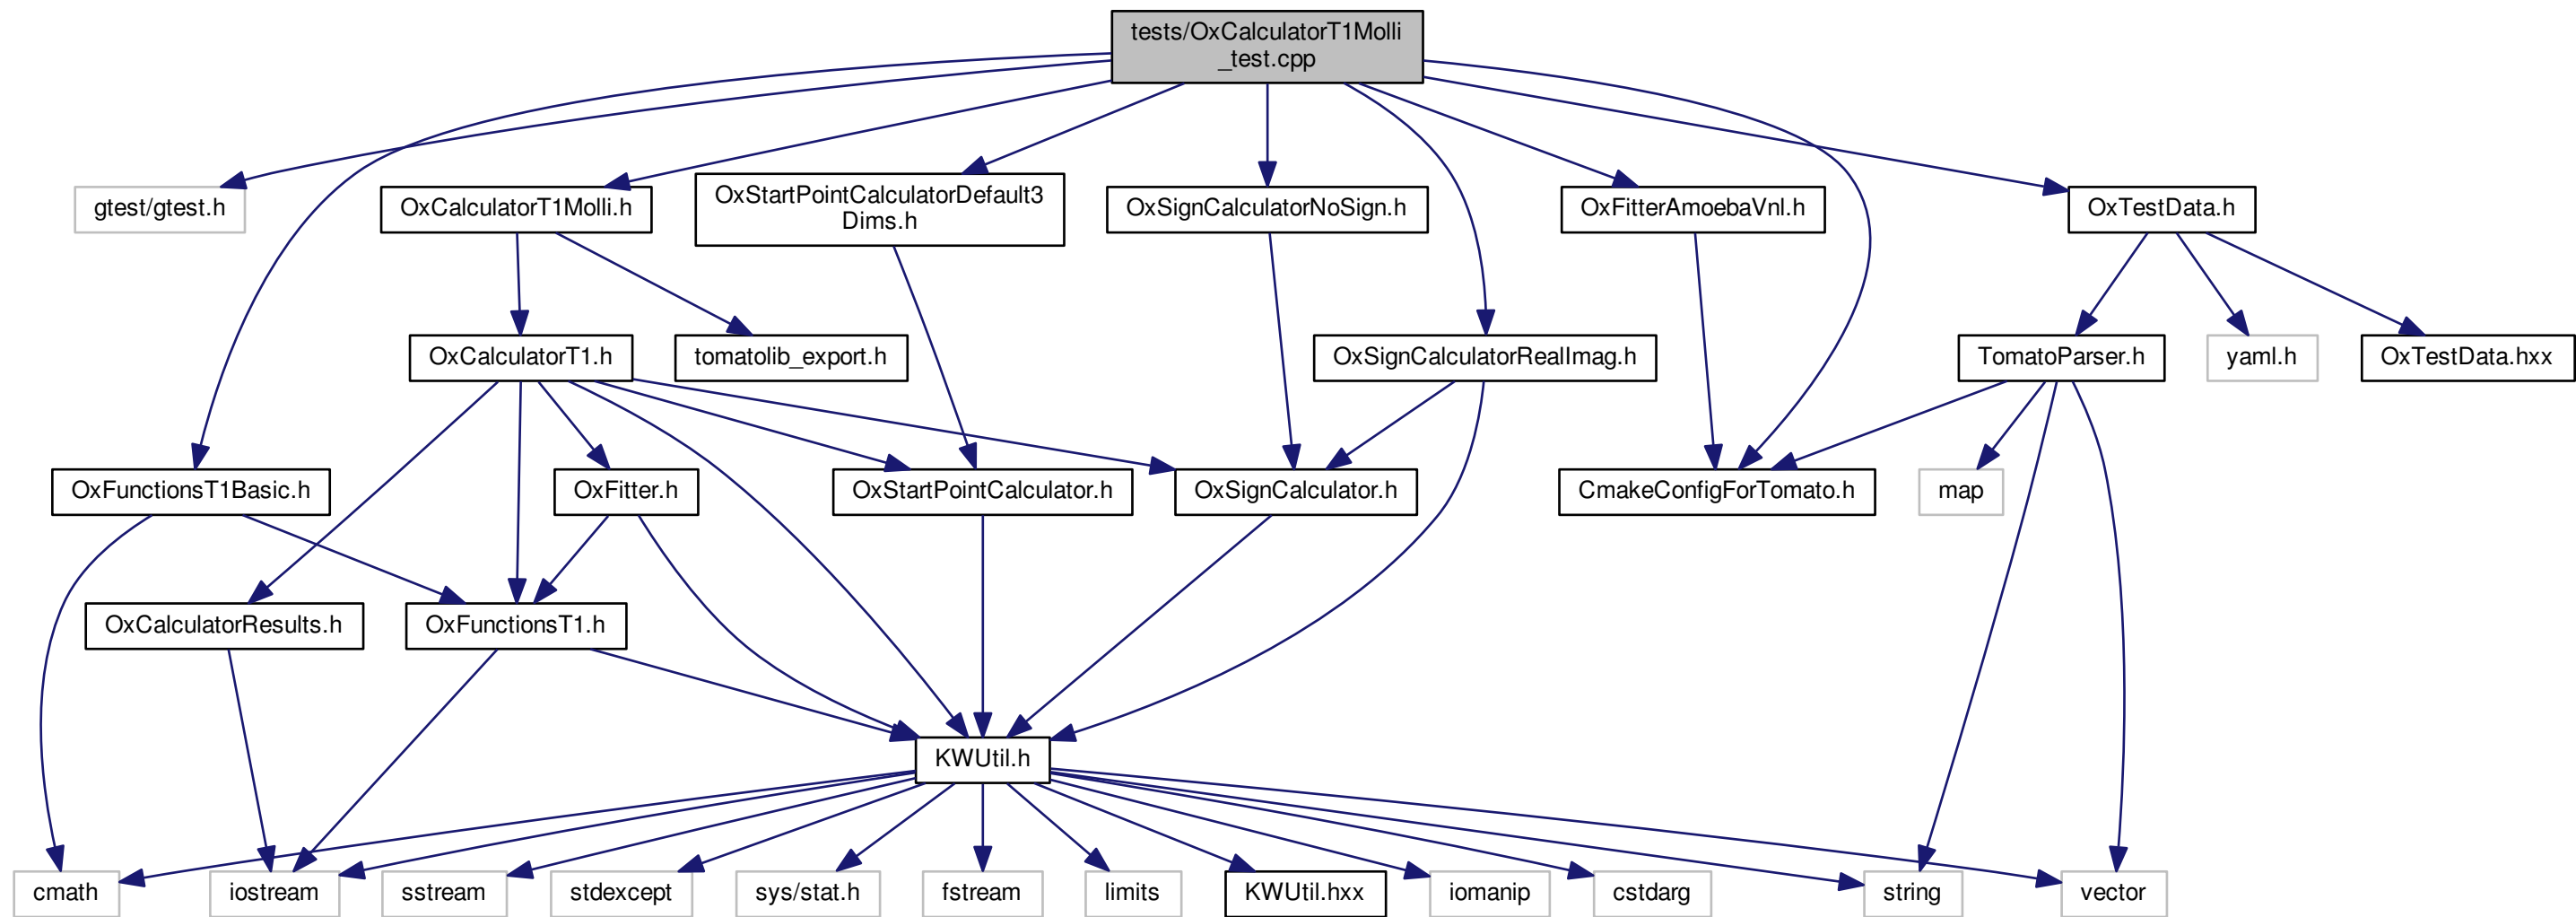 tests/OxCalculatorT1Molli
_test.cpp
gtest/gtest.h
OxCalculatorT1Molli.h
OxStartPointCalculatorDefault3
Dims.h
OxSignCalculatorNoSign.h
OxFitterAmoebaVnl.h
OxTestData.h
OxCalculatorT1.h
tomatolib_export.h
OxSignCalculatorRealImag.h
TomatoParser.h
yaml.h
OxTestData.hxx
OxFunctionsT1Basic.h
OxFitter.h
OxStartPointCalculator.h
OxSignCalculator.h
CmakeConfigForTomato.h
map
OxCalculatorResults.h
OxFunctionsT1.h
KWUtil.h
cmath
iostream
sstream
stdexcept
sys/stat.h
fstream
limits
KWUtil.hxx
iomanip
cstdarg
string
vector